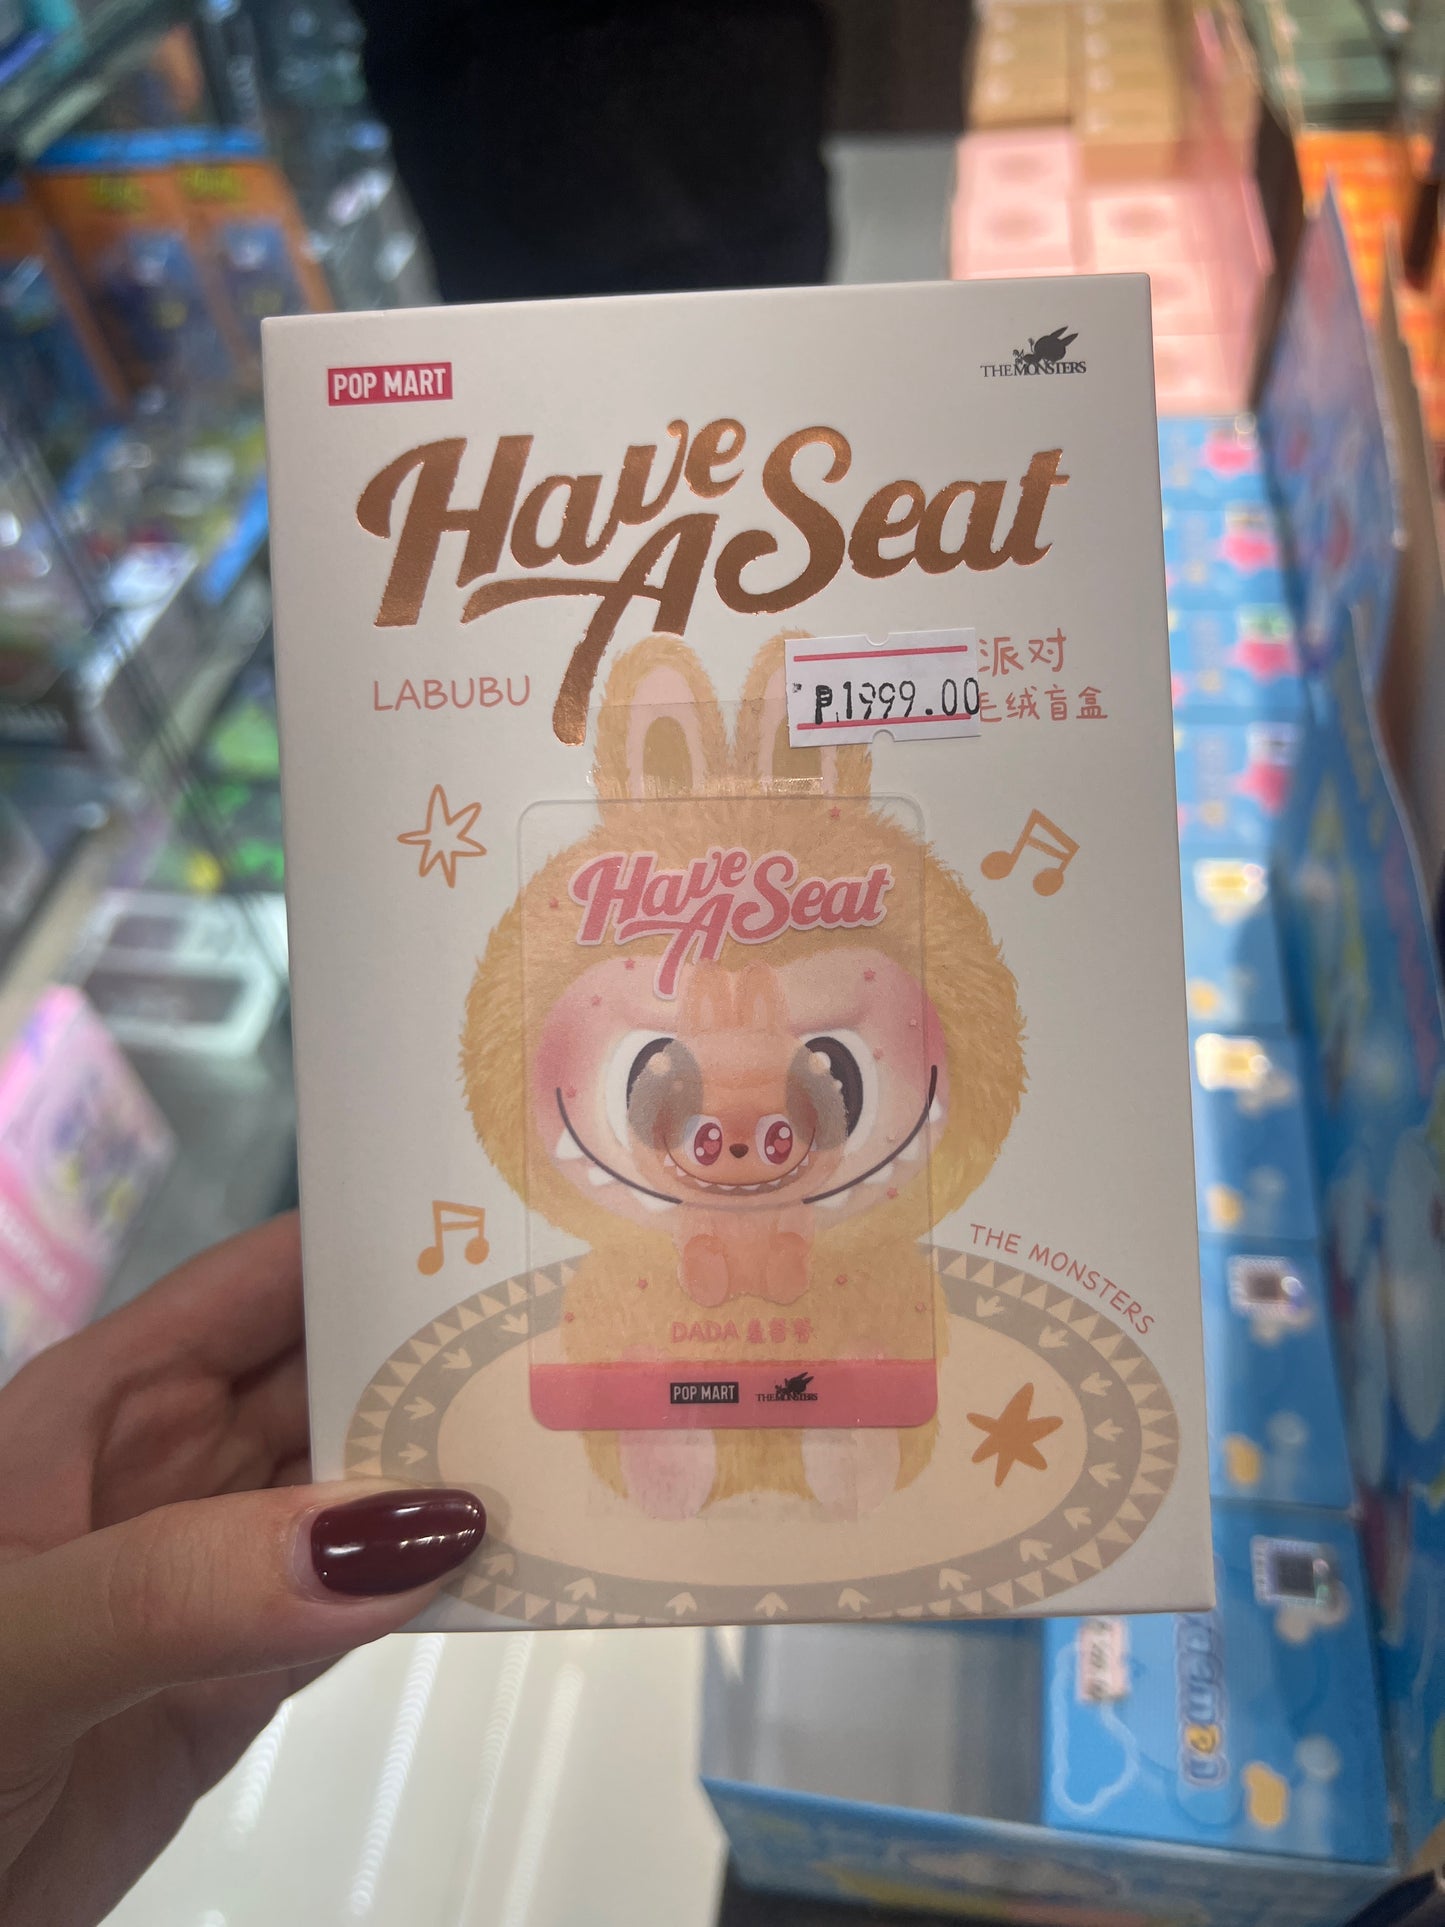 POP MART
THE MONSTERS
Have A Seat
LABUBU
派对
毛绒盲盒
₱1999.00
Have A Seat
THE MONSTERS
DADA
POP MART
THE MONSTERS